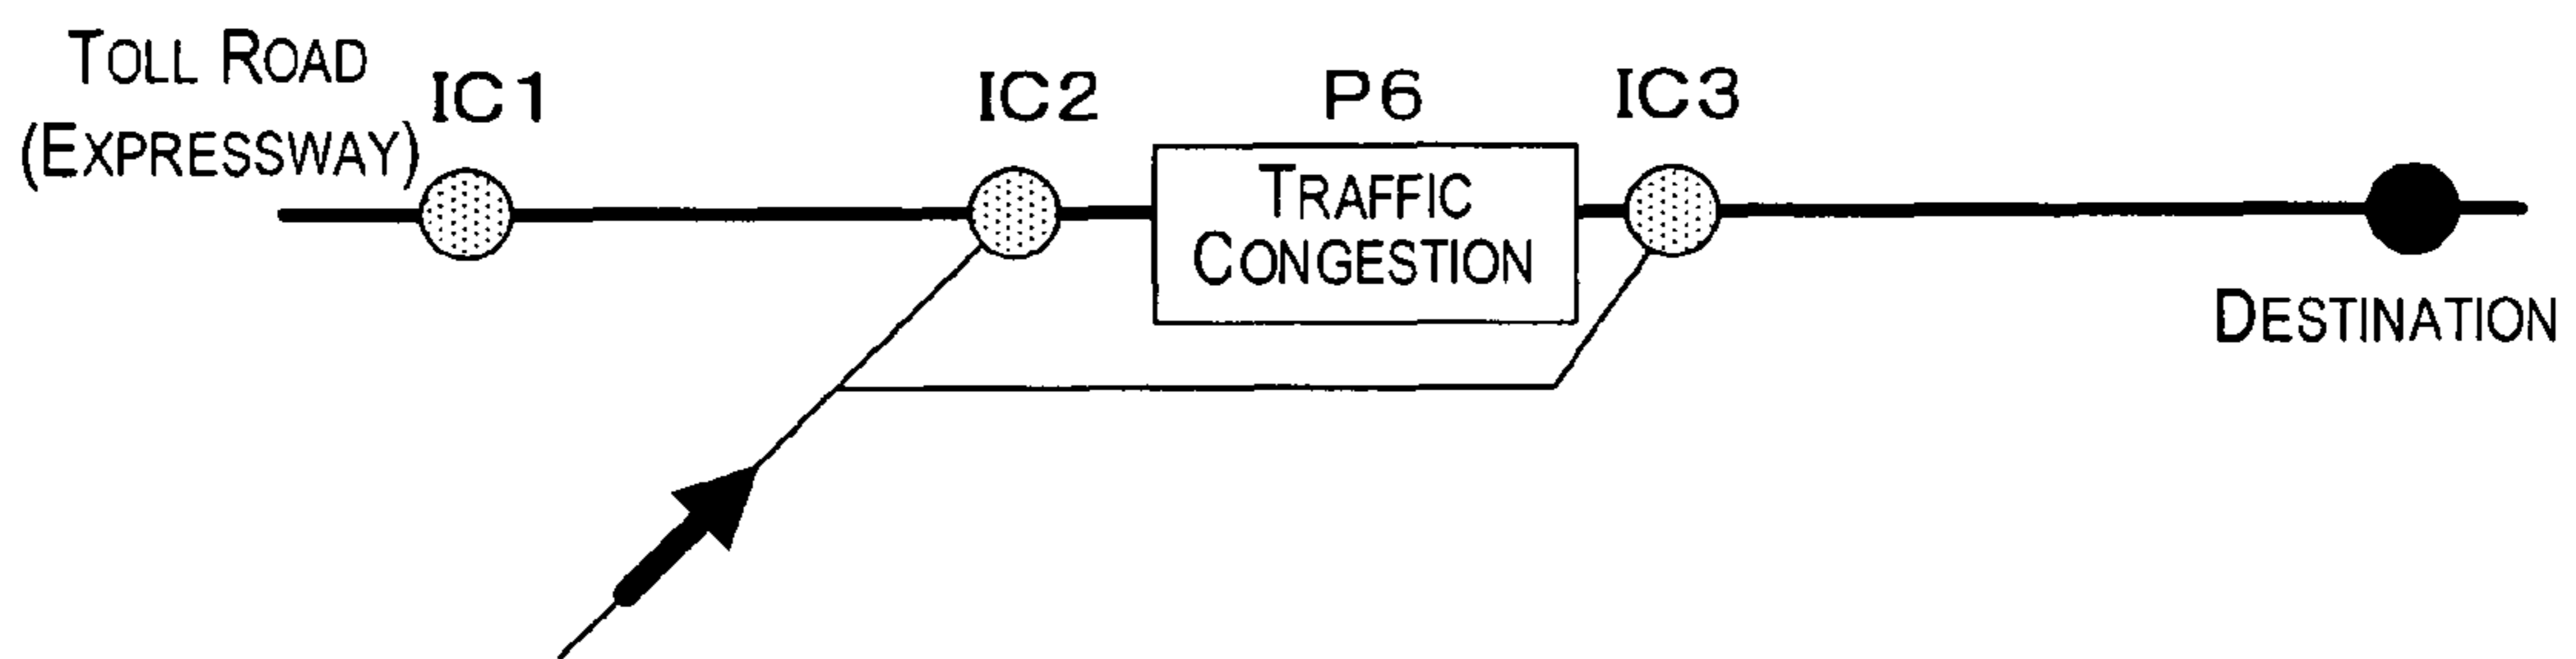 TOLL ROAD
(EXPRESSWAY)
IC1
IC2
P6
IC3
TRAFFIC
CONGESTION
DESTINATION